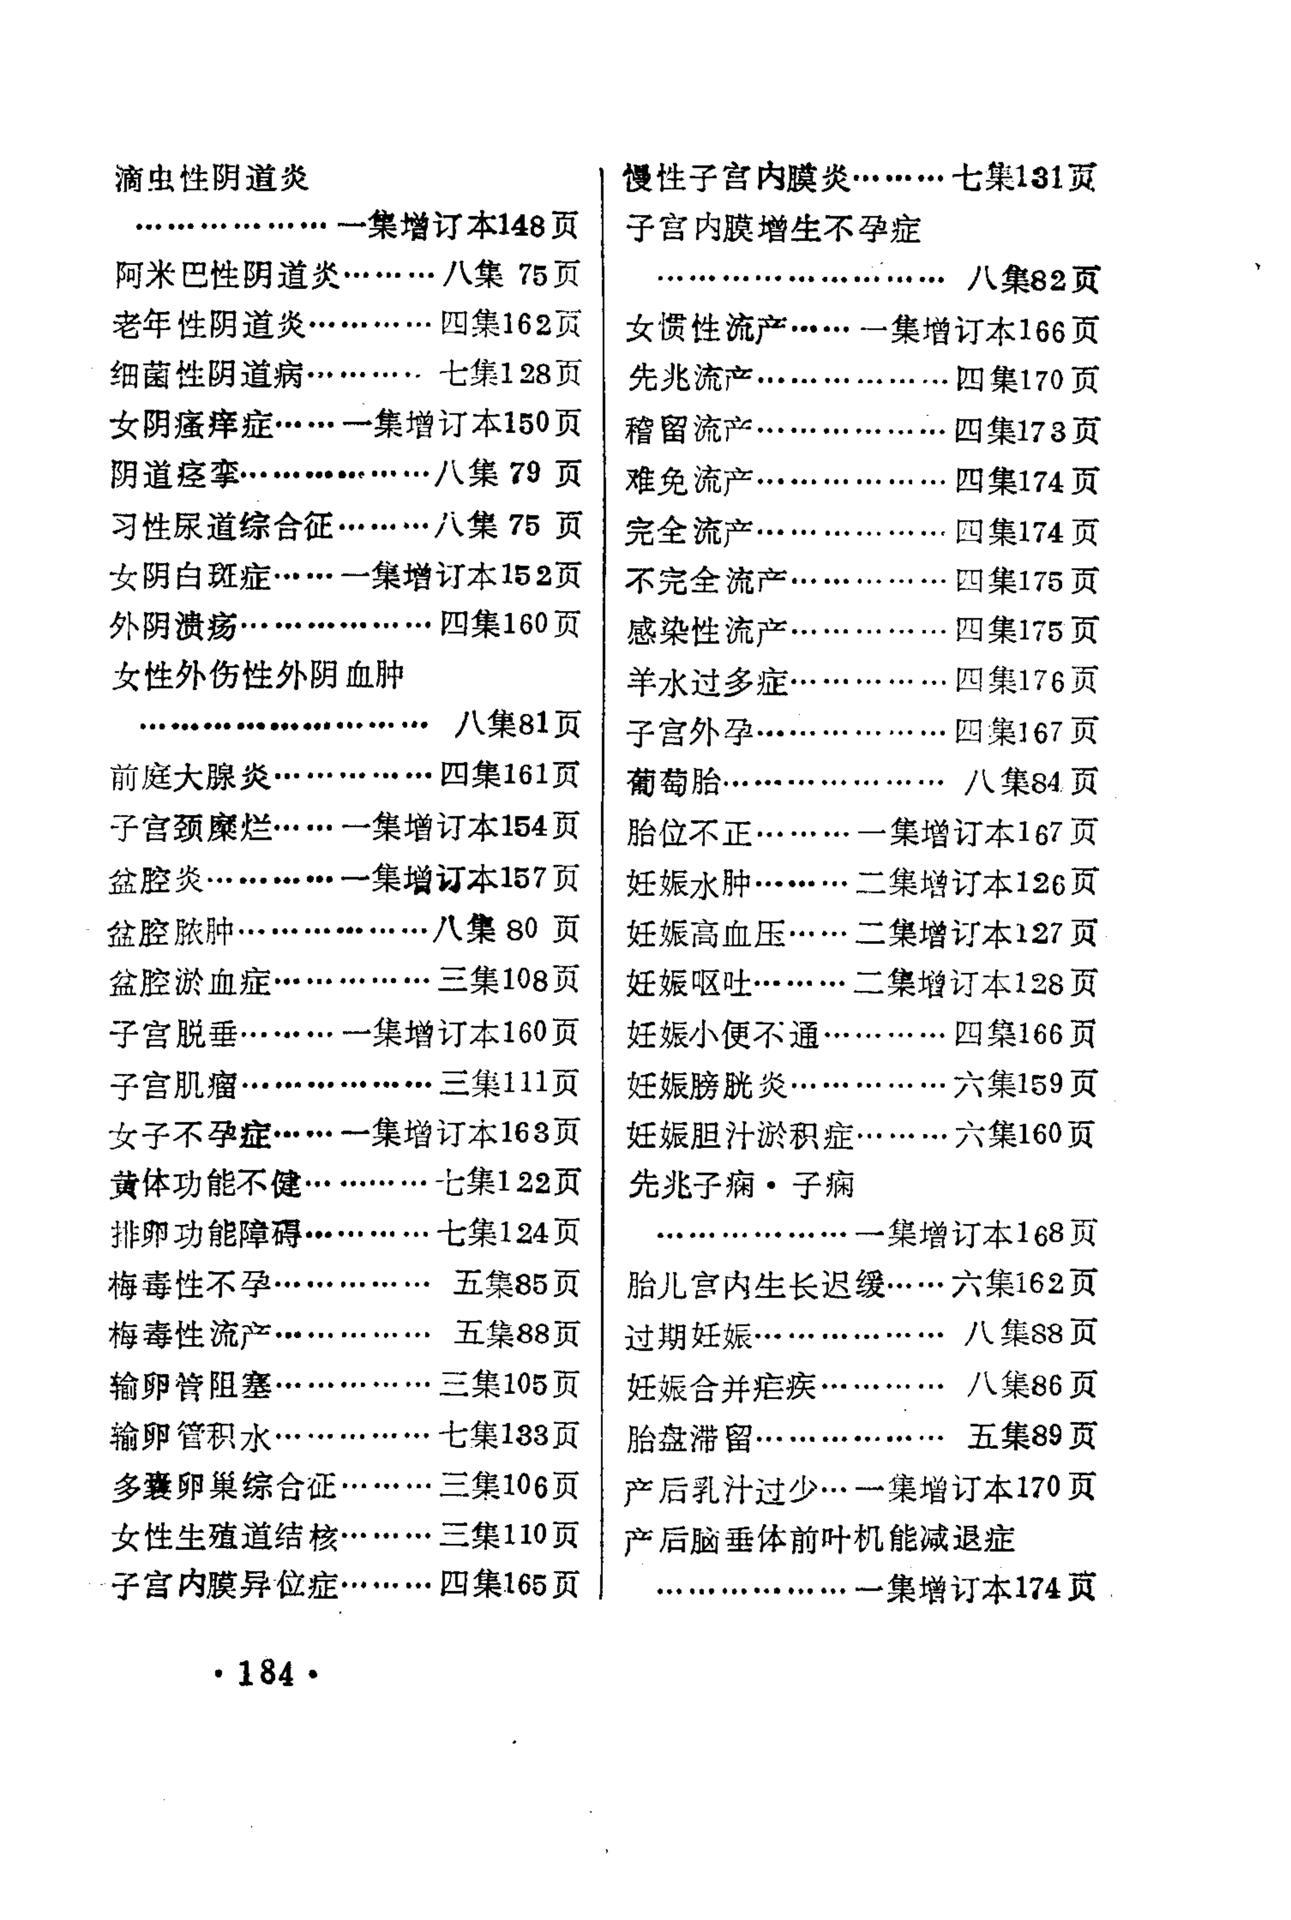 滴虫性阴道炎
………………一集增订本148页
阿米巴性阴道炎………八集 75页
老年性阴道炎…………四集162页
细菌性阴道病…………七集128页
女阴瘙痒症……一集增订本150页
阴道痉挛………………八集 79 页
习性尿道综合征………八集 75 页
女阴白斑症……一集增订本152页
外阴溃疡………………四集160页
女性外伤性外阴血肿
……………………… 八集81页
前庭大腺炎……………四集161页
子宫颈糜烂……一集增订本154页
盆腔炎…………一集增订本157页
盆腔脓肿………………八集 80 页
盆腔淤血症……………三集108页
子宫脱垂………一集增订本160页
子宫肌瘤………………三集111页
女子不孕症……一集增订本163页
黄体功能不健…………七集122页
排卵功能障碍…………七集124页
梅毒性不孕…………… 五集85页
梅毒性流产…………… 五集88页
输卵管阻塞……………三集105页
输卵管积水……………七集133页
多囊卵巢综合征………三集106页
女性生殖道结核………三集110页
子宫内膜异位症………四集165页
慢性子宫内膜炎………七集131页
子宫内膜增生不孕症
……………………… 八集82页
女惯性流产……一集增订本166页
先兆流产………………四集170页
稽留流产………………四集173页
难免流产………………四集174页
完全流产………………四集174页
不完全流产……………四集175页
感染性流产……………四集175页
羊水过多症……………四集176页
子宫外孕………………四集167页
葡萄胎………………… 八集84页
胎位不正………一集增订本167页
妊娠水肿………二集增订本126页
妊娠高血压……二集增订本127页
妊娠呕吐………二集增订本128页
妊娠小便不通…………四集166页
妊娠膀胱炎……………六集159页
妊娠胆汁淤积症………六集160页
先兆子痫·子痫
………………一集增订本168页
胎儿宫内生长迟缓……六集162页
过期妊娠……………… 八集88页
妊娠合并疟疾………… 八集86页
胎盘滞留……………… 五集89页
产后乳汁过少…一集增订本170页
产后脑垂体前叶机能减退症
………………一集增订本174页
·184·